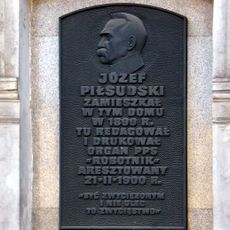 JÓZEF
PIŁSUDSKI
ZAMIESZKAŁ
W TYM DOMU
W 1899 R.
TU REDAGOWAŁ
I DRUKOWAŁ
ORGAN PPS
«ROBOTNIK»
ARESZTOWANY
21-II-1900 R.
«BYĆ ZWYCIĘŻONYM
I NIE ULEC
TO ZWYCIĘSTWO»